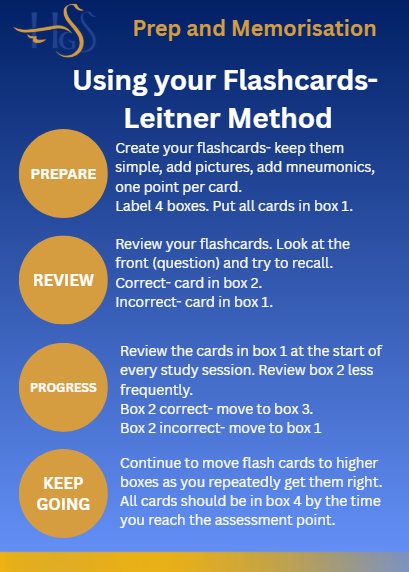 HgS
Prep and Memorisation
Using your Flashcards-
Leitner Method
PREPARE
Create your flashcards- keep them
simple, add pictures, add mneumonics,
one point per card.
Label 4 boxes. Put all cards in box 1.
REVIEW
Review your flashcards. Look at the
front (question) and try to recall.
Correct- card in box 2.
Incorrect- card in box 1.
PROGRESS
Review the cards in box 1 at the start of
every study session. Review box 2 less
frequently.
Box 2 correct- move to box 3.
Box 2 incorrect- move to box 1
KEEP
GOING
Continue to move flash cards to higher
boxes as you repeatedly get them right.
All cards should be in box 4 by the time
you reach the assessment point.